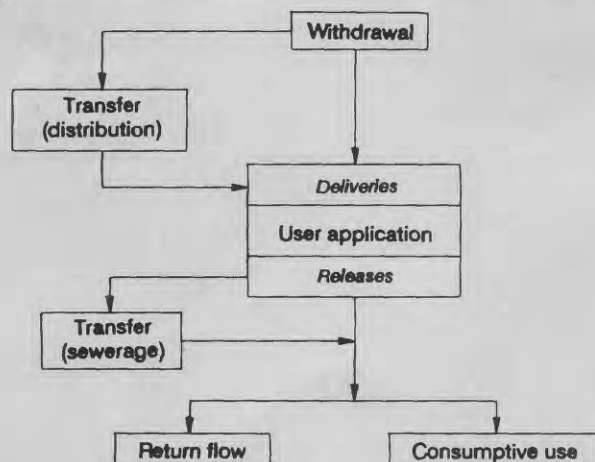 Withdrawal
Transfer
(distribution)
Deliveries
User application
Releases
Transfer
(sewerage)
Return flow
Consumptive use